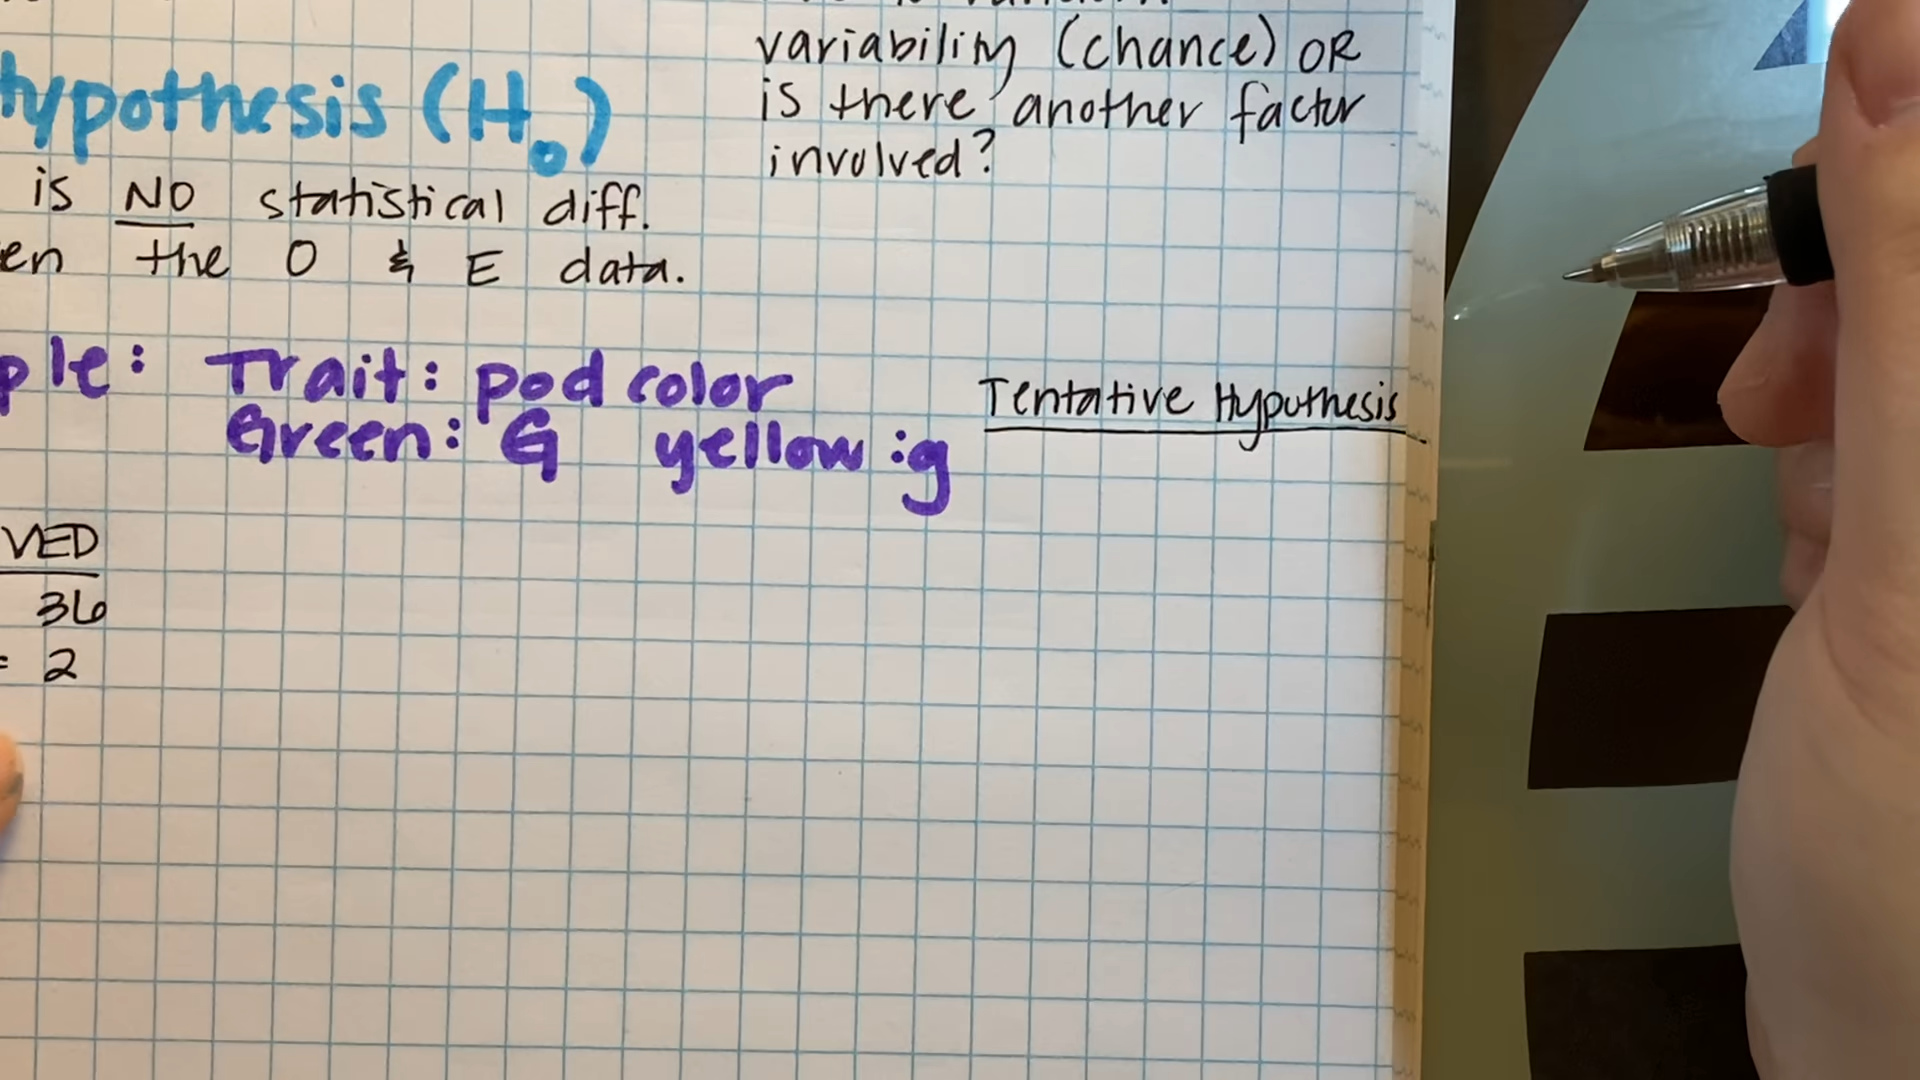 variability (chance) OR
is there another factor
involved?
hypothesis (H₀)
is NO statistical diff.
en the O & E data.
ple: Trait: pod color
Green: G yellow : g
Tentative Hypothesis
VED
36
= 2